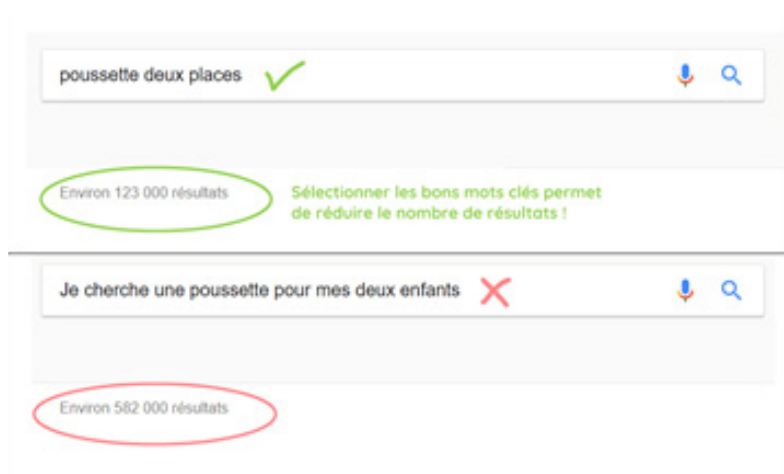 poussette deux places
Environ 123 000 résultats
Sélectionner les bons mots clés permet
de réduire le nombre de résultats !
Je cherche une poussette pour mes deux enfants
Environ 582 000 résultats